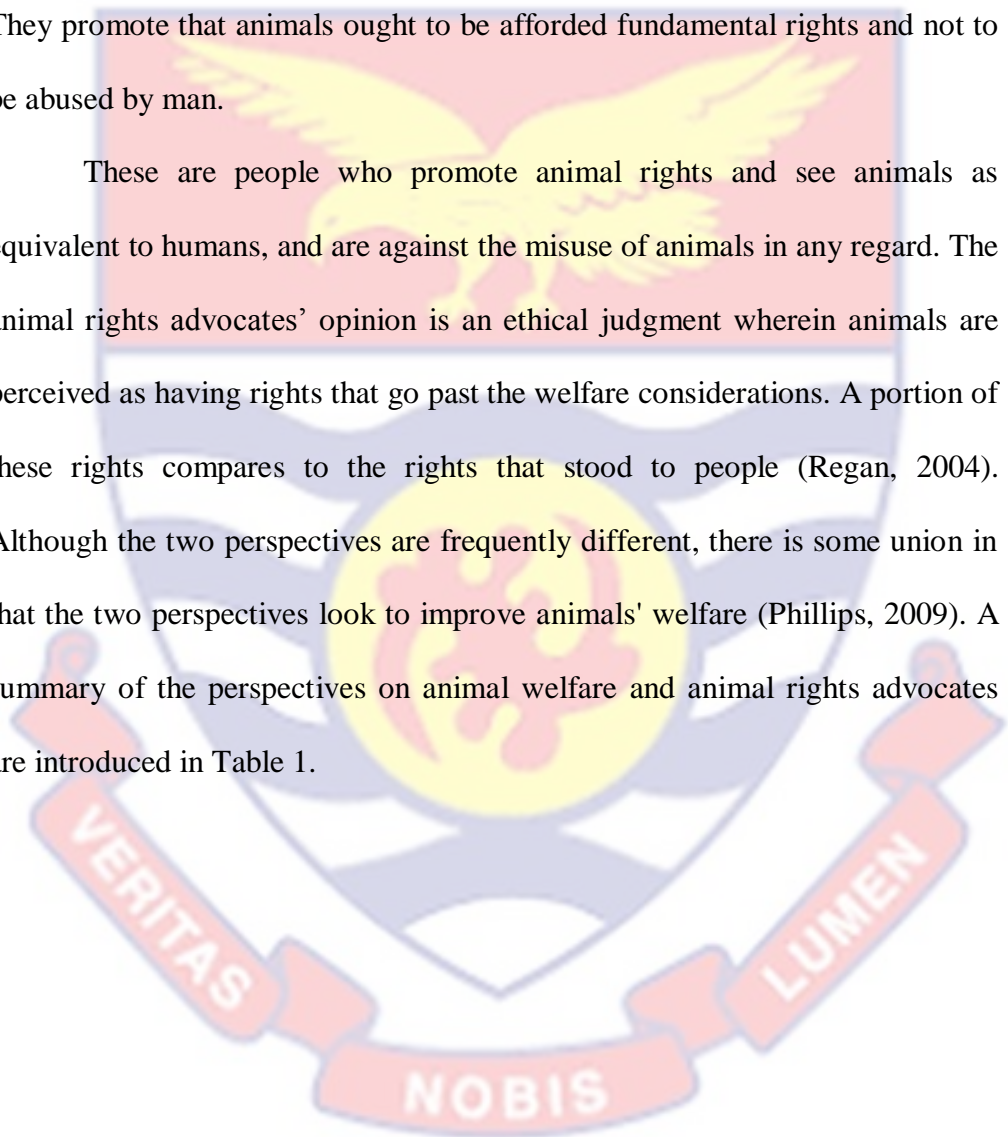 They promote that animals ought to be afforded fundamental rights and not to
be abused by man.
These are people who promote animal rights and see animals as
equivalent to humans, and are against the misuse of animals in any regard. The
animal rights advocates’ opinion is an ethical judgment wherein animals are
perceived as having rights that go past the welfare considerations. A portion of
these rights compares to the rights that stood to people (Regan, 2004).
Although the two perspectives are frequently different, there is some union in
that the two perspectives look to improve animals' welfare (Phillips, 2009). A
summary of the perspectives on animal welfare and animal rights advocates
are introduced in Table 1.
VERITAS
NOBIS
LUMEN